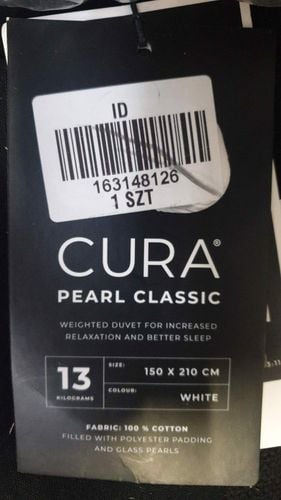 ID
163148126
1 SZT
CURA®
PEARL CLASSIC
WEIGHTED DUVET FOR INCREASED
RELAXATION AND BETTER SLEEP
13
KILOGRAMS
SIZE:
150 X 210 CM
COLOUR:
WHITE
FABRIC: 100 % COTTON
FILLED WITH POLYESTER PADDING
AND GLASS PEARLS